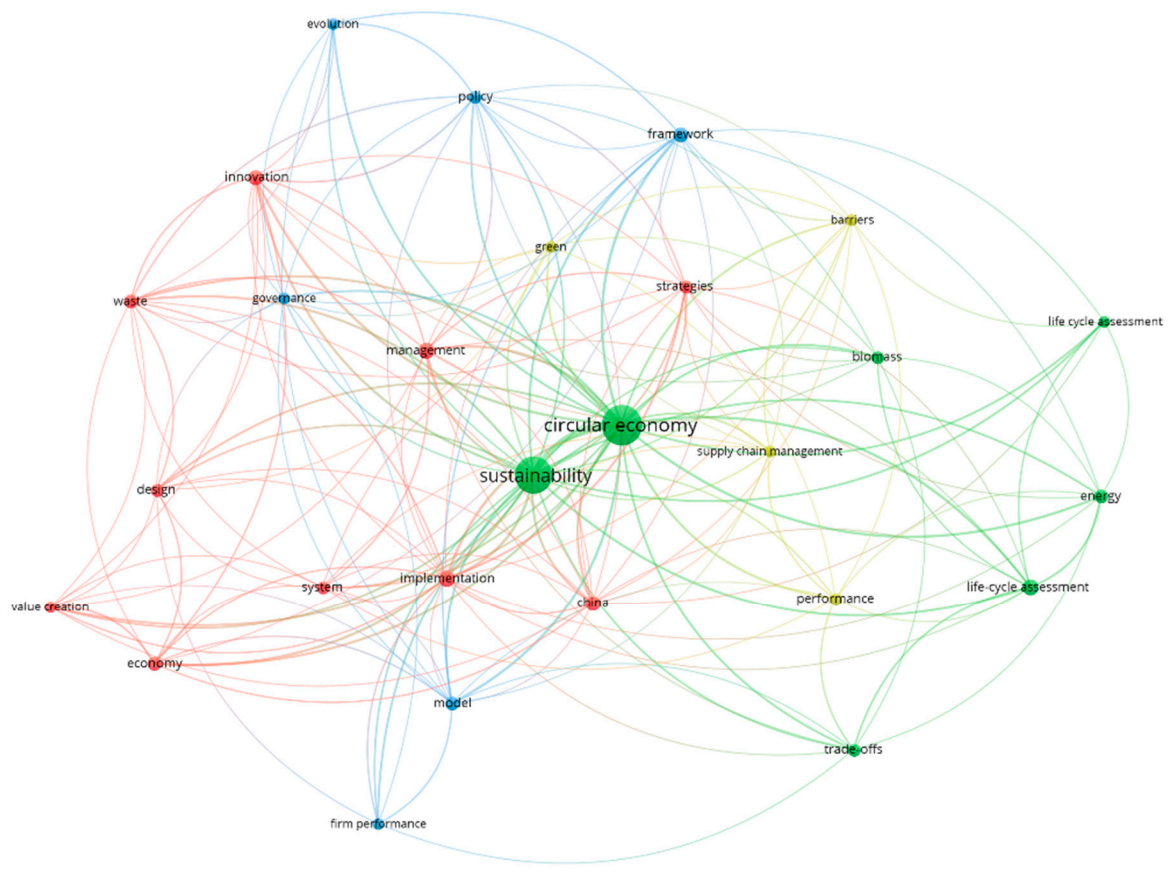 evolution
policy
framework
innovation
barriers
green
strategies
waste
governance
life cycle assessment
management
biomass
circular economy
supply chain management
sustainability
design
energy
implementation
system
life-cycle assessment
value creation
china
performance
economy
model
trade-offs
firm performance